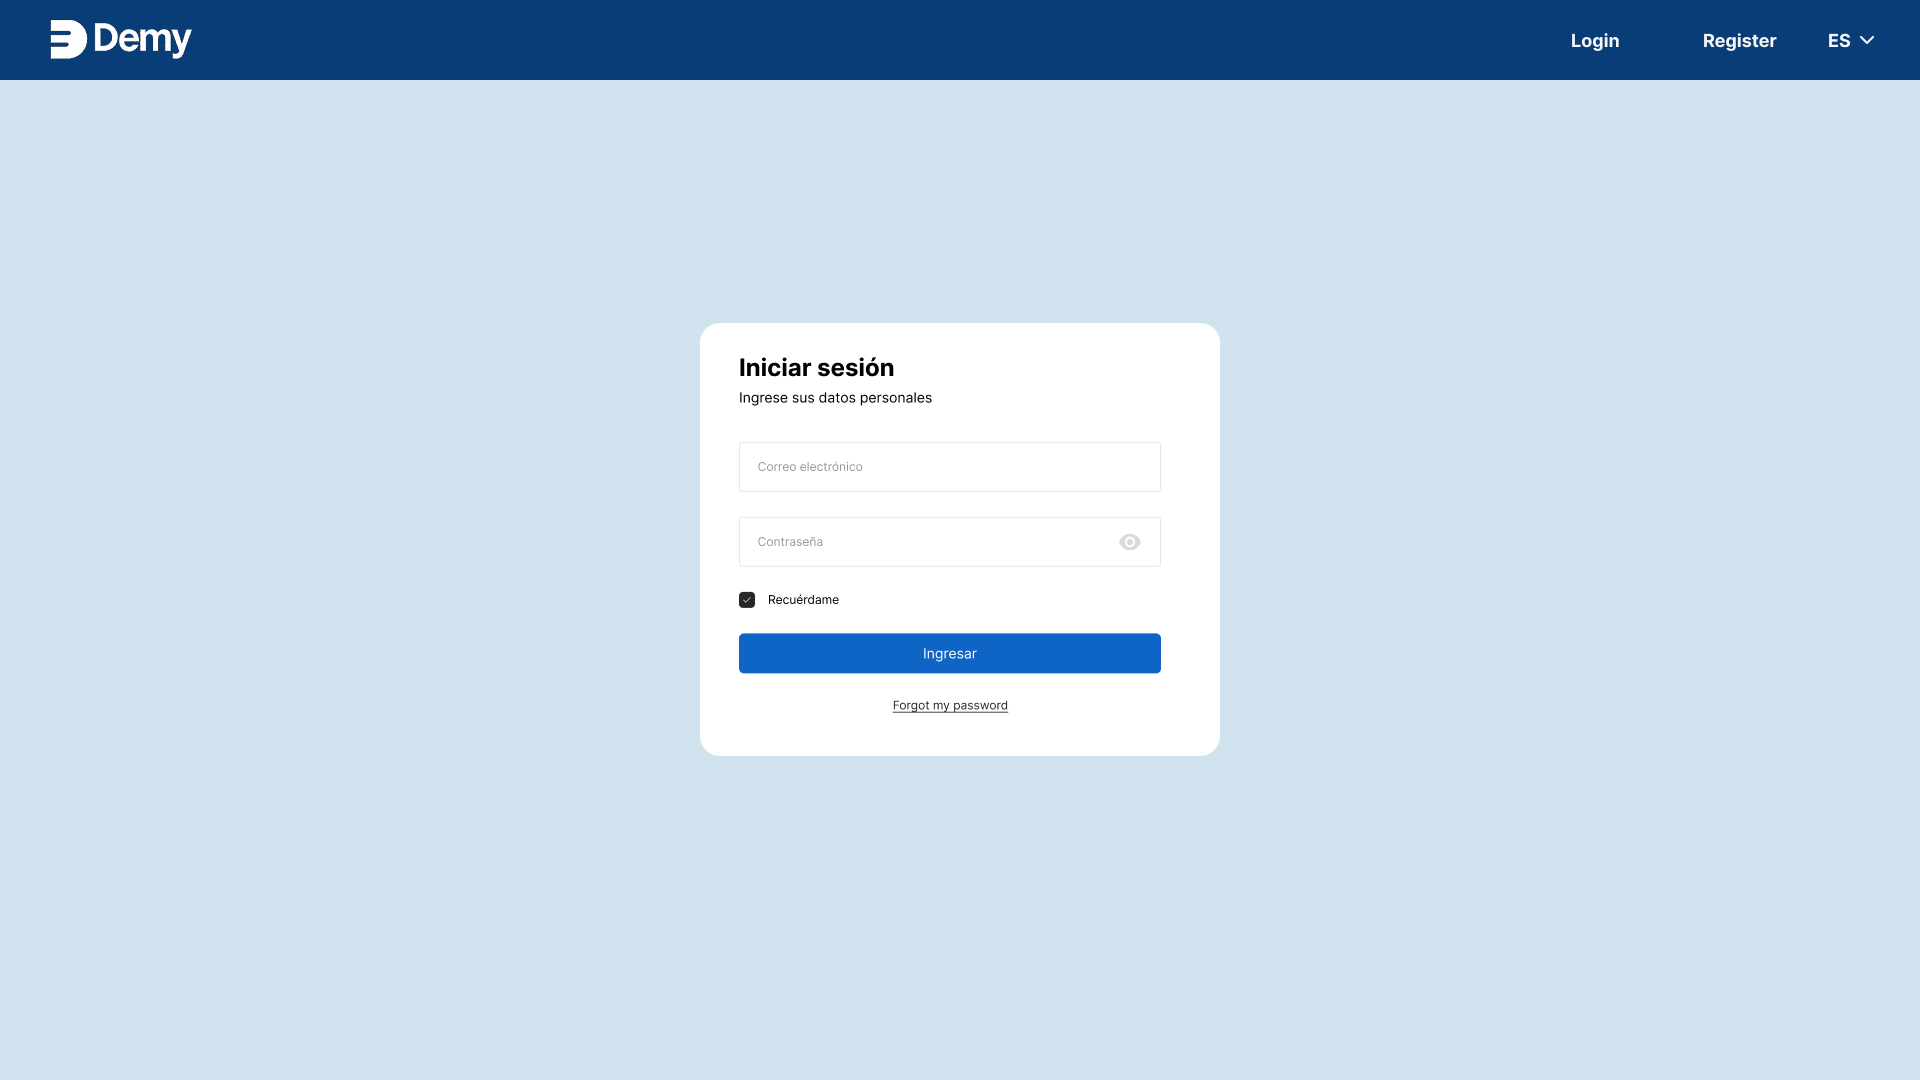 Demy
Login
Register
ES
Iniciar sesión
Ingrese sus datos personales
Correo electrónico
Contraseña
Recuérdame
Ingresar
Forgot my password